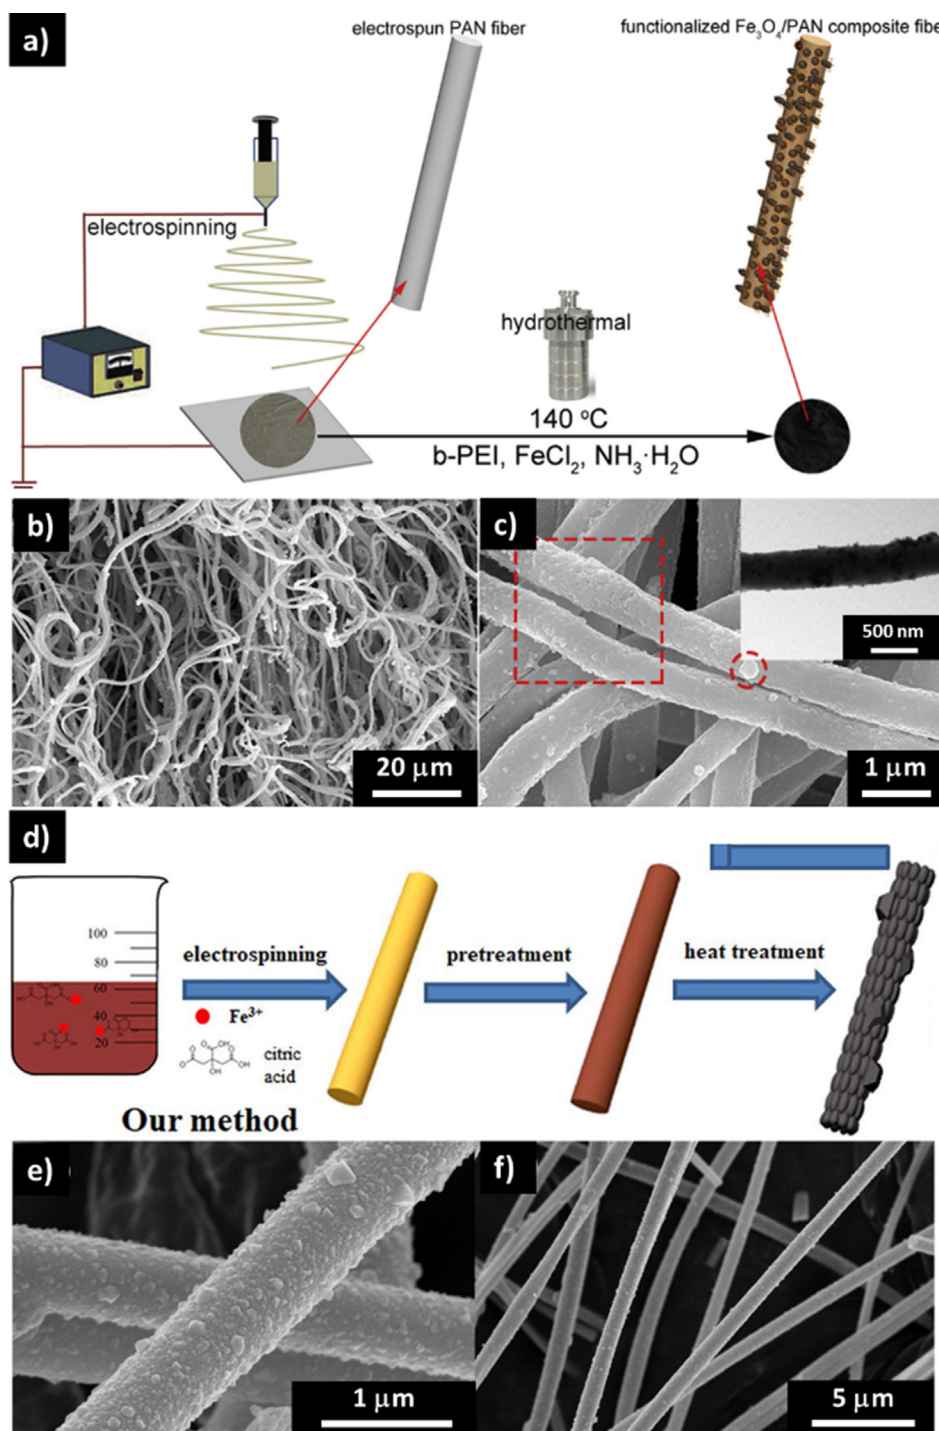 a)
electrospun PAN fiber
functionalized Fe₃O₄/PAN composite fibe
electrospinning
hydrothermal
140 °C
b-PEI, FeCl₂, NH₃·H₂O
b)
20 µm
c)
500 nm
1 µm
d)
100
80
60
40
20
electrospinning
Fe³⁺
citric
acid
pretreatment
heat treatment
Our method
e)
1 µm
f)
5 µm